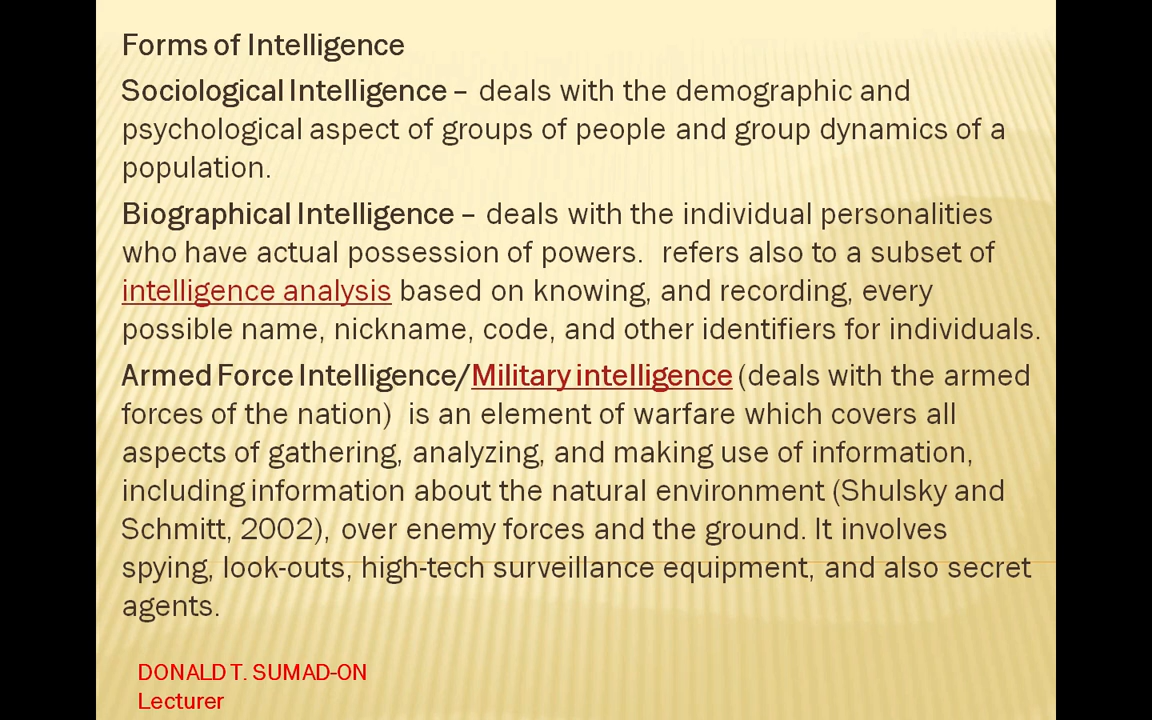 Forms of Intelligence
Sociological Intelligence – deals with the demographic and
psychological aspect of groups of people and group dynamics of a
population.
Biographical Intelligence – deals with the individual personalities
who have actual possession of powers. refers also to a subset of
intelligence analysis based on knowing, and recording, every
possible name, nickname, code, and other identifiers for individuals.
Armed Force Intelligence/Military intelligence (deals with the armed
forces of the nation) is an element of warfare which covers all
aspects of gathering, analyzing, and making use of information,
including information about the natural environment (Shulsky and
Schmitt, 2002), over enemy forces and the ground. It involves
spying, look-outs, high-tech surveillance equipment, and also secret
agents.
DONALD T. SUMAD-ON
Lecturer